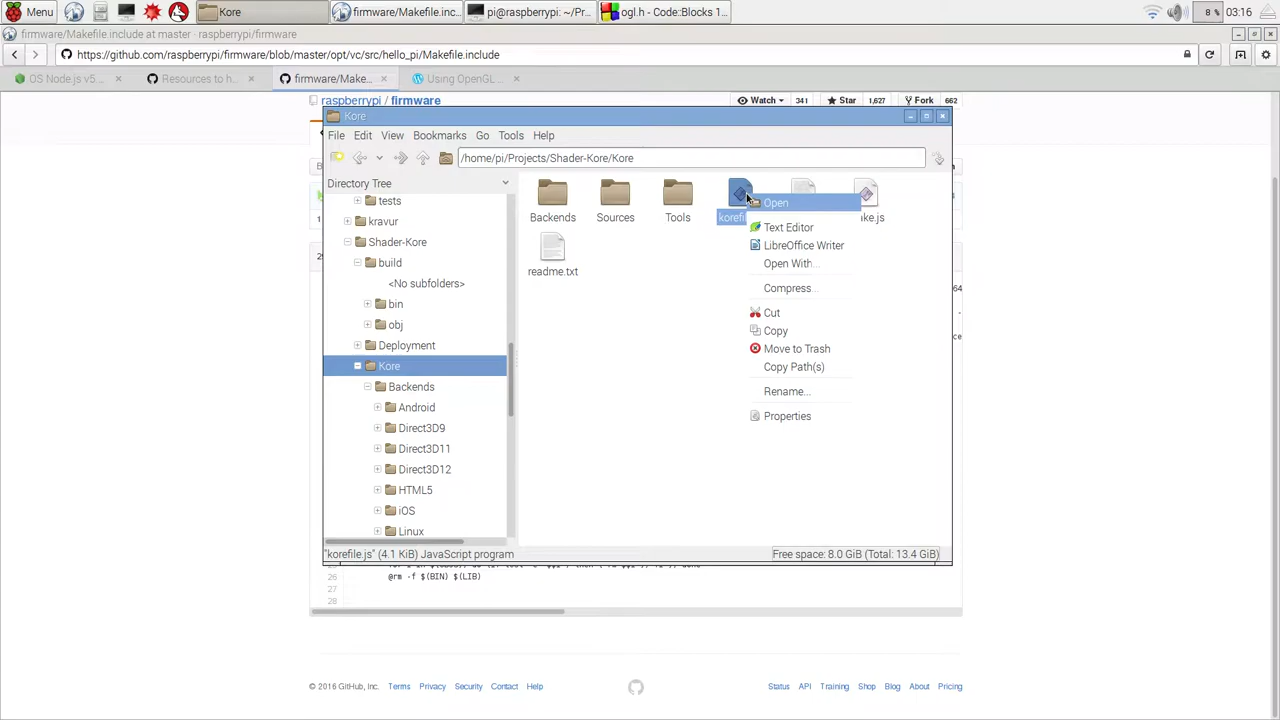 Menu
Kore
firmware/Makefile.inc...
pi@raspberrypi: ~/Pr...
ogl.h - Code::Blocks 1...
8 %
03:16
firmware/Makefile.include at master · raspberrypi/firmware
https://github.com/raspberrypi/firmware/blob/master/opt/vc/src/hello_pi/Makefile.include
OS Node.js v5...
Resources to h...
firmware/Make...
Using OpenGL...
raspberrypi / firmware
Watch
341
Star
1,627
Fork
662
Kore
File Edit View Bookmarks Go Tools Help
/home/pi/Projects/Shader-Kore/Kore
Directory Tree
tests
kravur
Shader-Kore
build
<No subfolders>
bin
obj
Deployment
Kore
Backends
Android
Direct3D9
Direct3D11
Direct3D12
HTML5
iOS
Linux
Backends
Sources
Tools
readme.txt
Open
Text Editor
LibreOffice Writer
Open With...
Compress...
Cut
Copy
Move to Trash
Copy Path(s)
Rename...
Properties
"korefile.js" (4.1 KiB) JavaScript program
Free space: 8.0 GiB (Total: 13.4 GiB)
26 @rm -f $(BIN) $(LIB)
27
28
© 2016 GitHub, Inc. Terms Privacy Security Contact Help
Status API Training Shop Blog About Pricing